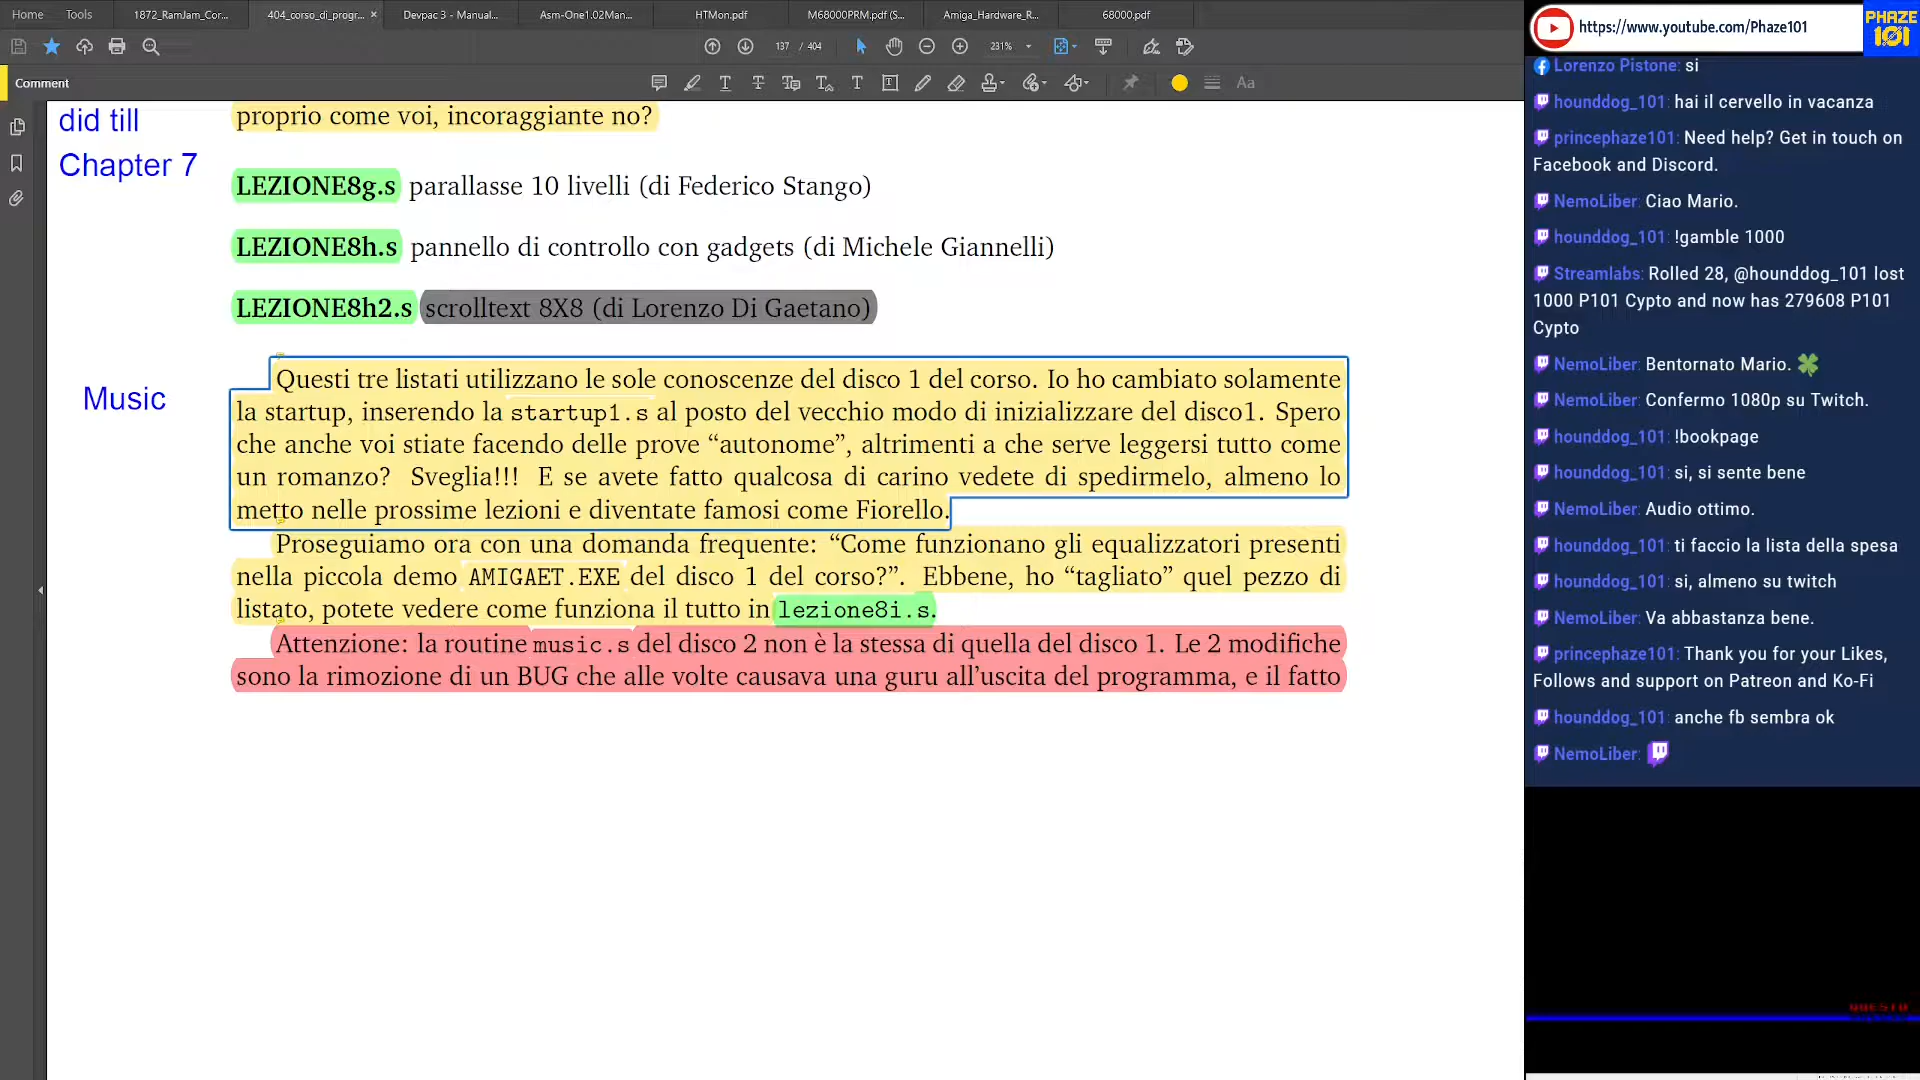 Home
Tools
1872_RamJam_Cor...
404_corso_di_progr...
Devpac 3 - Manual...
Asm-One1.02Man...
HTMon.pdf
M68000PRM.pdf (S...
Amiga_Hardware_R...
68000.pdf
137 / 404
231%
Comment
Aa
did till
Chapter 7
Music
proprio come voi, incoraggiante no?
LEZIONE8g.s parallasse 10 livelli (di Federico Stango)
LEZIONE8h.s pannello di controllo con gadgets (di Michele Giannelli)
LEZIONE8h2.s scrolltext 8X8 (di Lorenzo Di Gaetano)
Questi tre listati utilizzano le sole conoscenze del disco 1 del corso. Io ho cambiato solamente
la startup, inserendo la startup1.s al posto del vecchio modo di inizializzare del disco1. Spero
che anche voi stiate facendo delle prove “autonome”, altrimenti a che serve leggersi tutto come
un romanzo? Sveglia!!! E se avete fatto qualcosa di carino vedete di spedirmelo, almeno lo
metto nelle prossime lezioni e diventate famosi come Fiorello.
Proseguiamo ora con una domanda frequente: “Come funzionano gli equalizzatori presenti
nella piccola demo AMIGAET.EXE del disco 1 del corso?”. Ebbene, ho “tagliato” quel pezzo di
listato, potete vedere come funziona il tutto in lezione8i.s.
Attenzione: la routine music.s del disco 2 non è la stessa di quella del disco 1. Le 2 modifiche
sono la rimozione di un BUG che alle volte causava una guru all’uscita del programma, e il fatto
https://www.youtube.com/Phaze101
PHAZE
101
Lorenzo Pistone: si
hounddog_101: hai il cervello in vacanza
princephaze101: Need help? Get in touch on
Facebook and Discord.
NemoLiber: Ciao Mario.
hounddog_101: !gamble 1000
Streamlabs: Rolled 28, @hounddog_101 lost
1000 P101 Cypto and now has 279608 P101
Cypto
NemoLiber: Bentornato Mario.
NemoLiber: Confermo 1080p su Twitch.
hounddog_101: !bookpage
hounddog_101: si, si sente bene
NemoLiber: Audio ottimo.
hounddog_101: ti faccio la lista della spesa
hounddog_101: si, almeno su twitch
NemoLiber: Va abbastanza bene.
princephaze101: Thank you for your Likes,
Follows and support on Patreon and Ko-Fi
hounddog_101: anche fb sembra ok
NemoLiber:
QUESTO